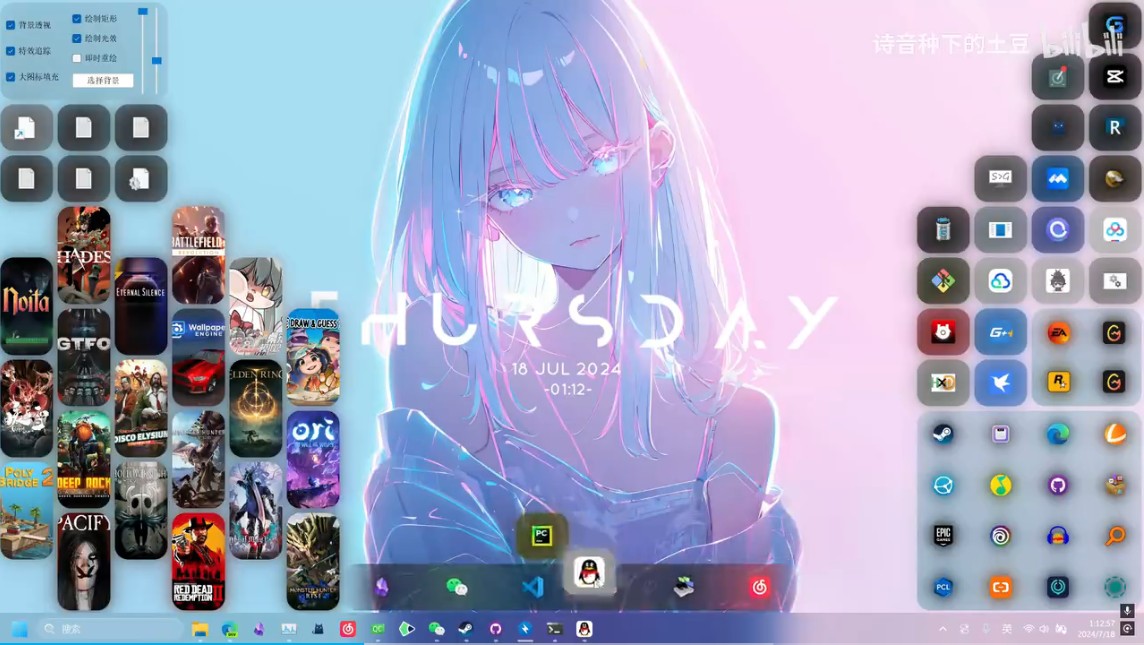 背景透视
绘制矩形
绘制光效
特效追踪
即时重绘
大图标填充
选择背景
诗音种下的土豆
bilibili
HADES
BATTLEFIELD
Noita
ETERNAL SILENCE
GTFO
Wallpaper
ENGINE
DRAW & GUESS
ELDEN RING
DISCO ELYSIUM
ori
POLY
BRIDGE 2
DEEP ROCK
HOLLOW KNIGHT
PACIFY
RED DEAD
REDEMPTION
II
MONSTER HUNTER
RISE
THURSDAY
18 JUL 2024
-01:12-
R
G++
EA
EPIC
GAMES
PCL
PC
搜索
英
1:12:57
2024/7/18